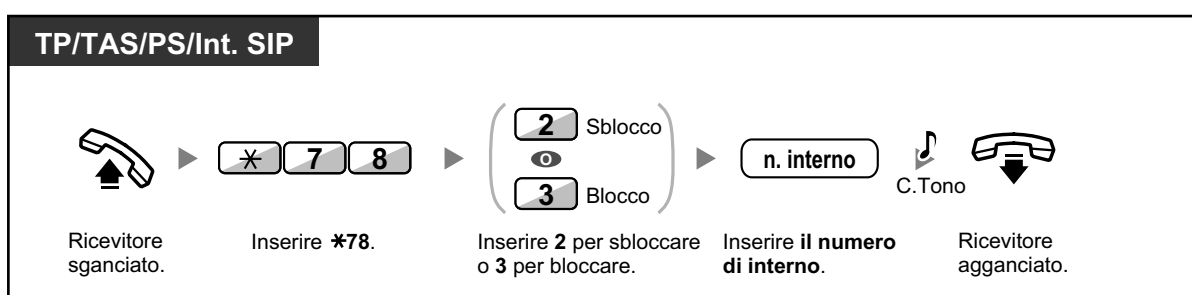 TP/TAS/PS/Int. SIP
2 Sblocco
* 7 8
o
n. interno
C.Tono
3 Blocco
Ricevitore sganciato.
Inserire *78.
Inserire 2 per sbloccare o 3 per bloccare.
Inserire il numero di interno.
Ricevitore agganciato.